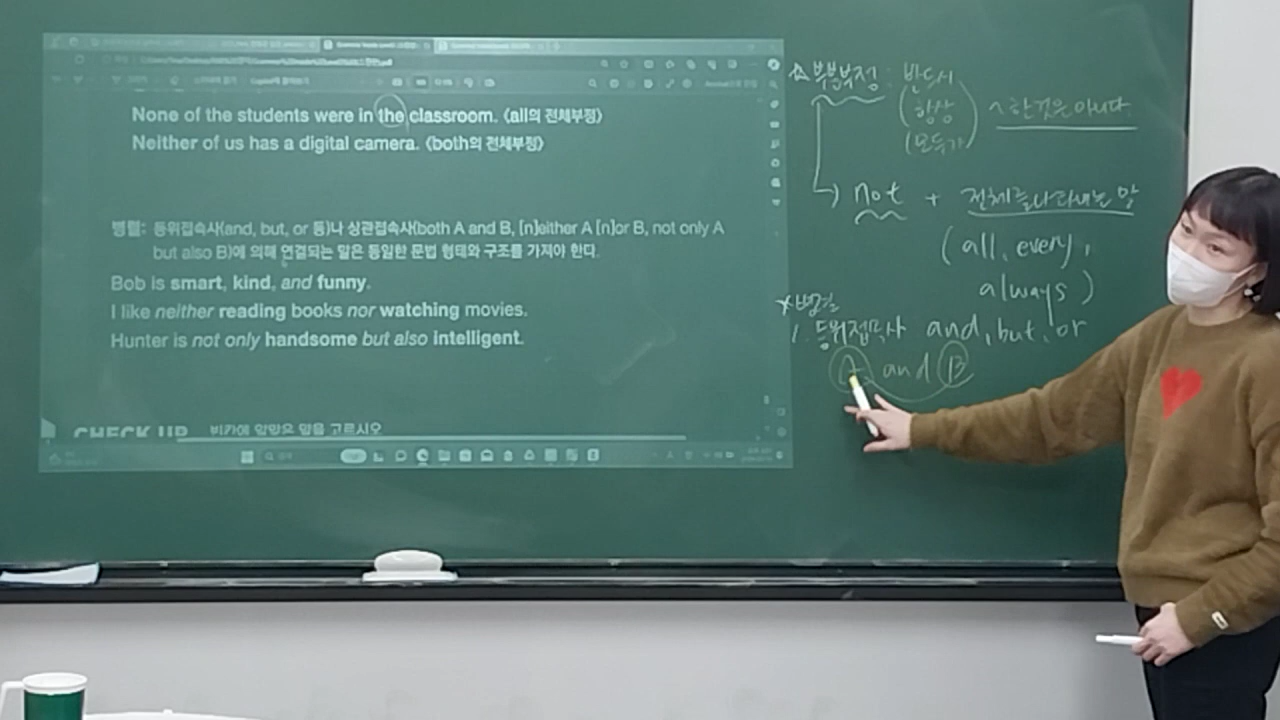 None of the students were in the classroom. 《all의 전체부정》
Neither of us has a digital camera. 《both의 전체부정》
병렬: 등위접속사(and, but, or 등)나 상관접속사(both A and B, [n]either A [n]or B, not only A
but also B)에 의해 연결되는 말은 동일한 문법 형태와 구조를 가져야 한다.
Bob is smart, kind, and funny.
I like neither reading books nor watching movies.
Hunter is not only handsome but also intelligent.
CHECK UP 빈칸에 알맞은 말을 고르시오
☆부분부정: 반드시
(항상) ~한것은 아니다.
(모두가)
not + 전체를 나타내는 말
(all, every,
always)
*병렬
1. 등위접속사 and, but, or
A and B